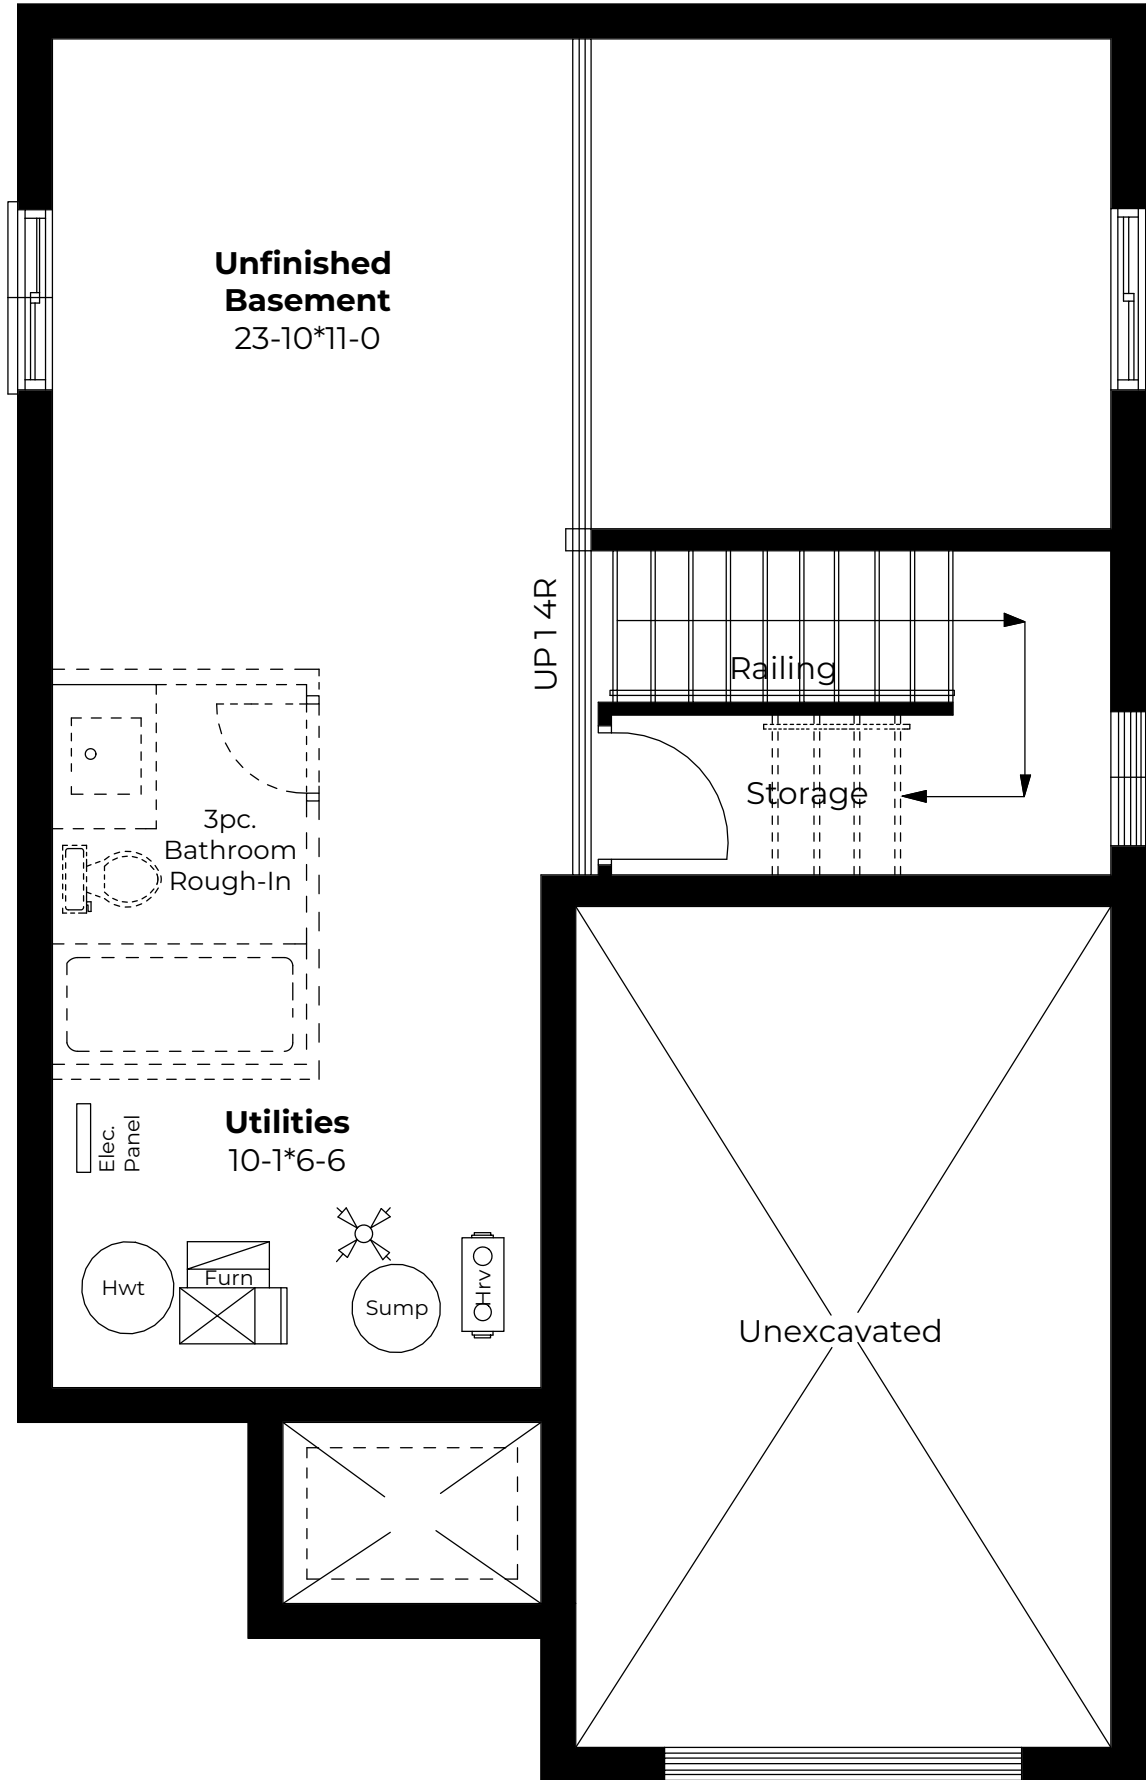 Unfinished
Basement
23-10*11-0
UP 1 4R
Railing
Storage
3pc.
Bathroom
Rough-In
Elec.
Panel
Utilities
10-1*6-6
Hwt
Furn
Sump
Hrv
Unexcavated